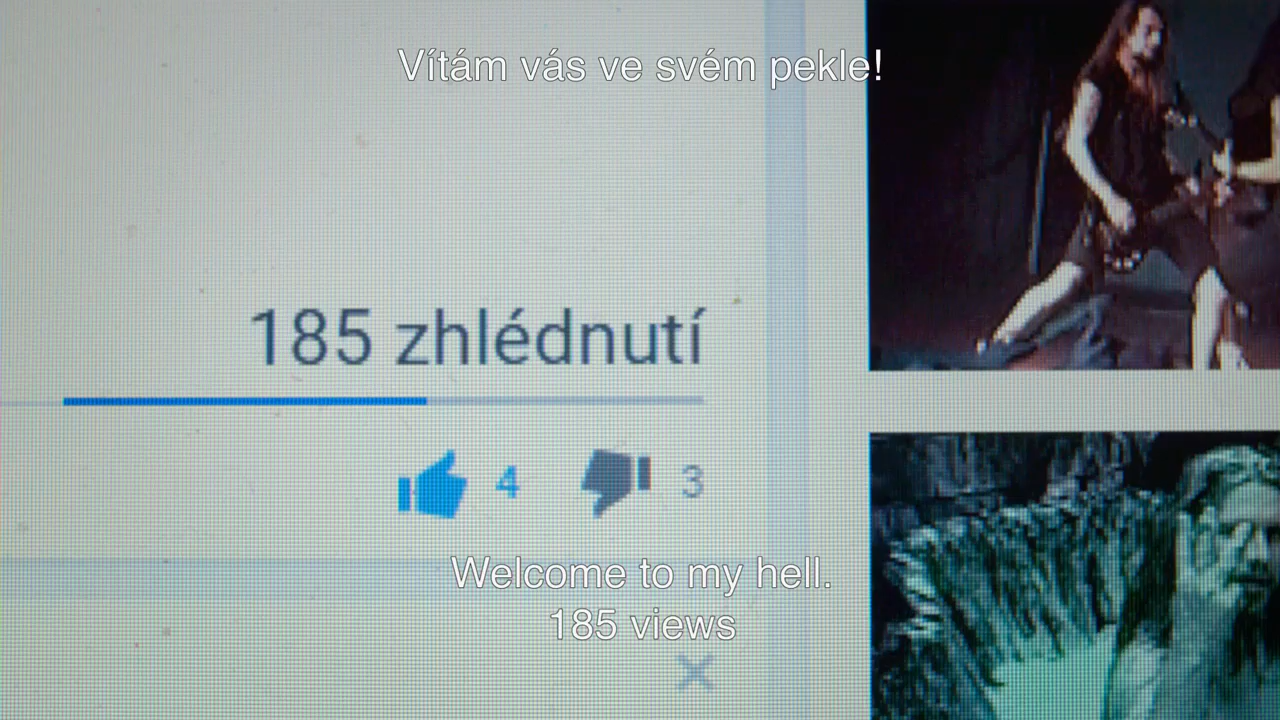 Vítám vás ve svém pekle!
185 zhlédnutí
4 3
Welcome to my hell.
185 views